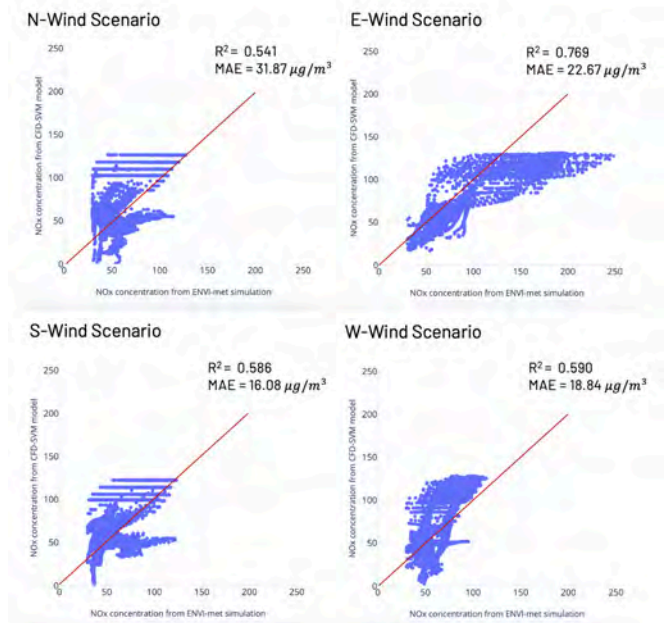 N-Wind Scenario
R² = 0.541
MAE = 31.87 μg/m³
NOx concentration from CFD-SVM model
250
200
150
100
50
0
0 50 100 150 200 250
NOx concentration from ENVI-met simulation
E-Wind Scenario
R² = 0.769
MAE = 22.67 μg/m³
NOx concentration from CFD-SVM model
250
200
150
100
50
0
0 50 100 150 200 250
NOx concentration from ENVI-met simulation
S-Wind Scenario
R² = 0.586
MAE = 16.08 μg/m³
NOx concentration from CFD-SVM model
250
200
150
100
50
0
0 50 100 150 200 250
NOx concentration from ENVI-met simulation
W-Wind Scenario
R² = 0.590
MAE = 18.84 μg/m³
NOx concentration from CFD-SVM model
250
200
150
100
50
0
0 50 100 150 200 250
NOx concentration from ENVI-met simulation